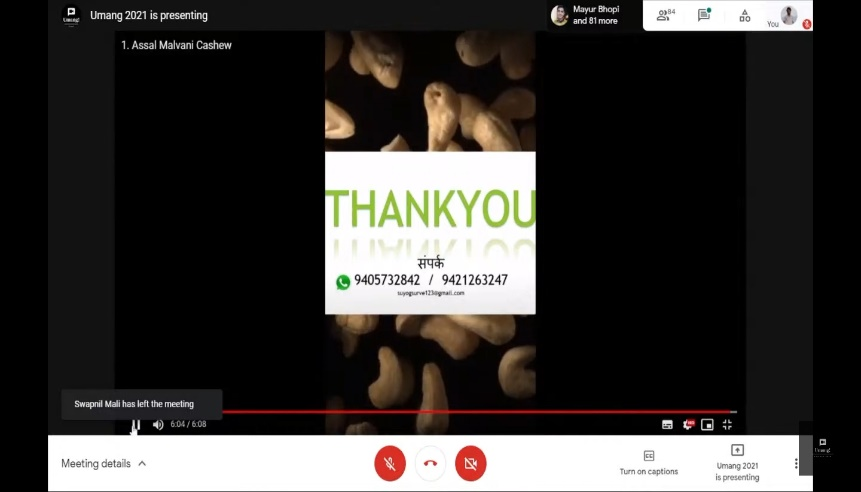 Umang 2021 is presenting
Mayur Bhopi
and 81 more
84
You
1. Assal Malvani Cashew
THANKYOU
संपर्क
9405732842 / 9421263247
suyogsurve123@gmail.com
Swapnil Mali has left the meeting
6:04 / 6:08
Meeting details
Turn on captions
Umang 2021
is presenting